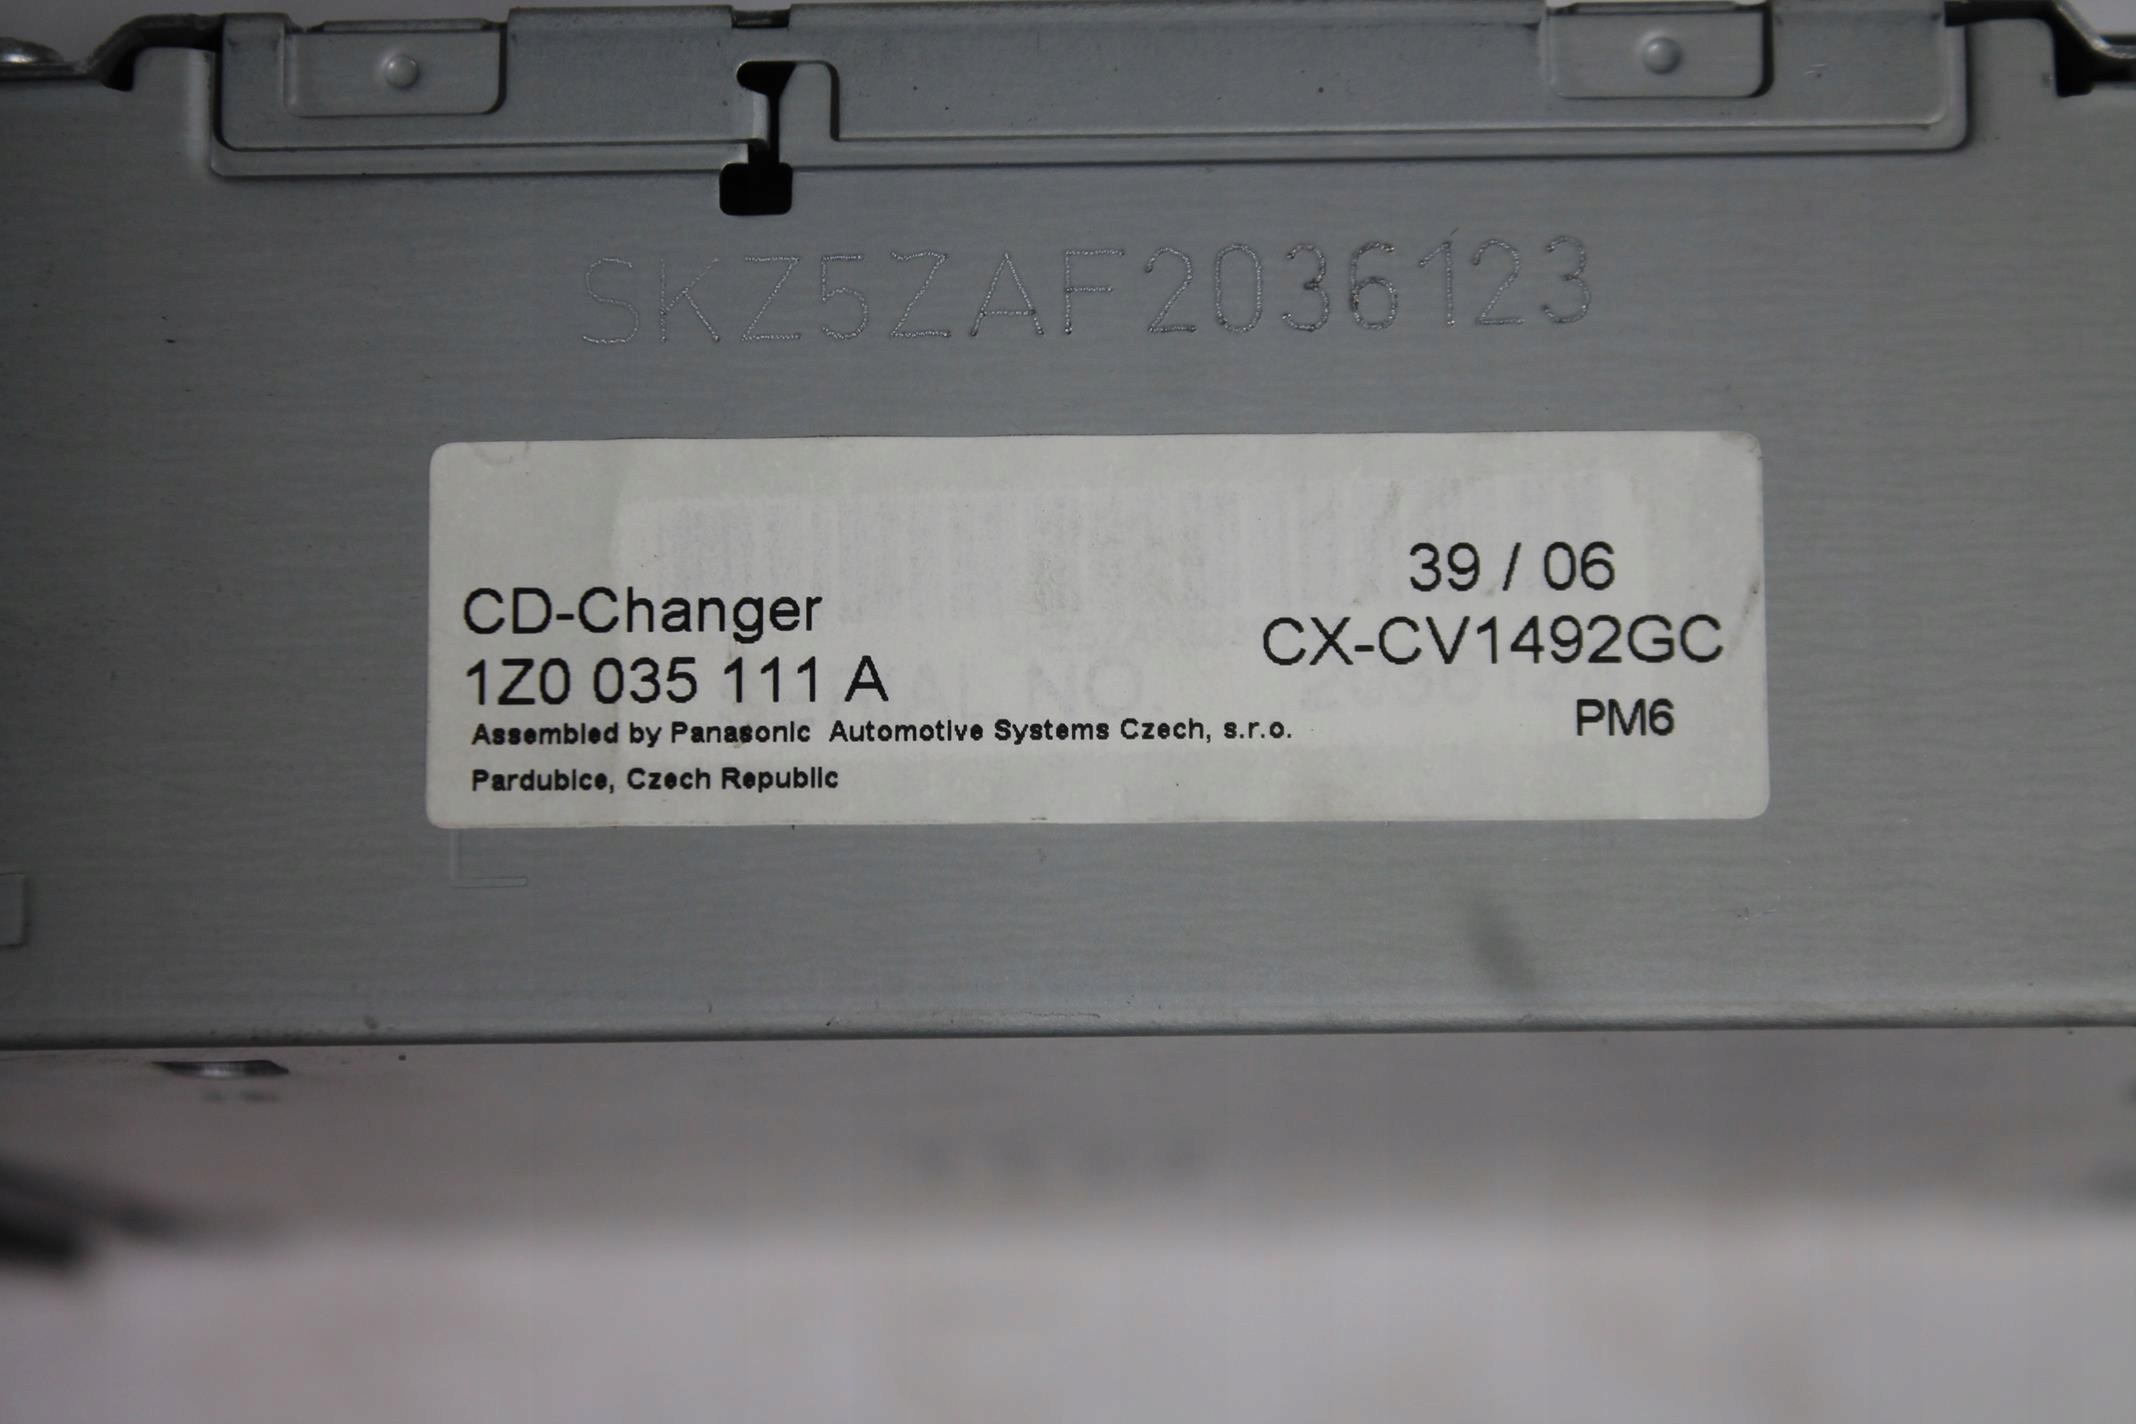 SKZ5ZAF2036123
39 / 06
CD-Changer
CX-CV1492GC
1Z0 035 111 A
PM6
Assembled by Panasonic Automotive Systems Czech, s.r.o.
Pardubice, Czech Republic